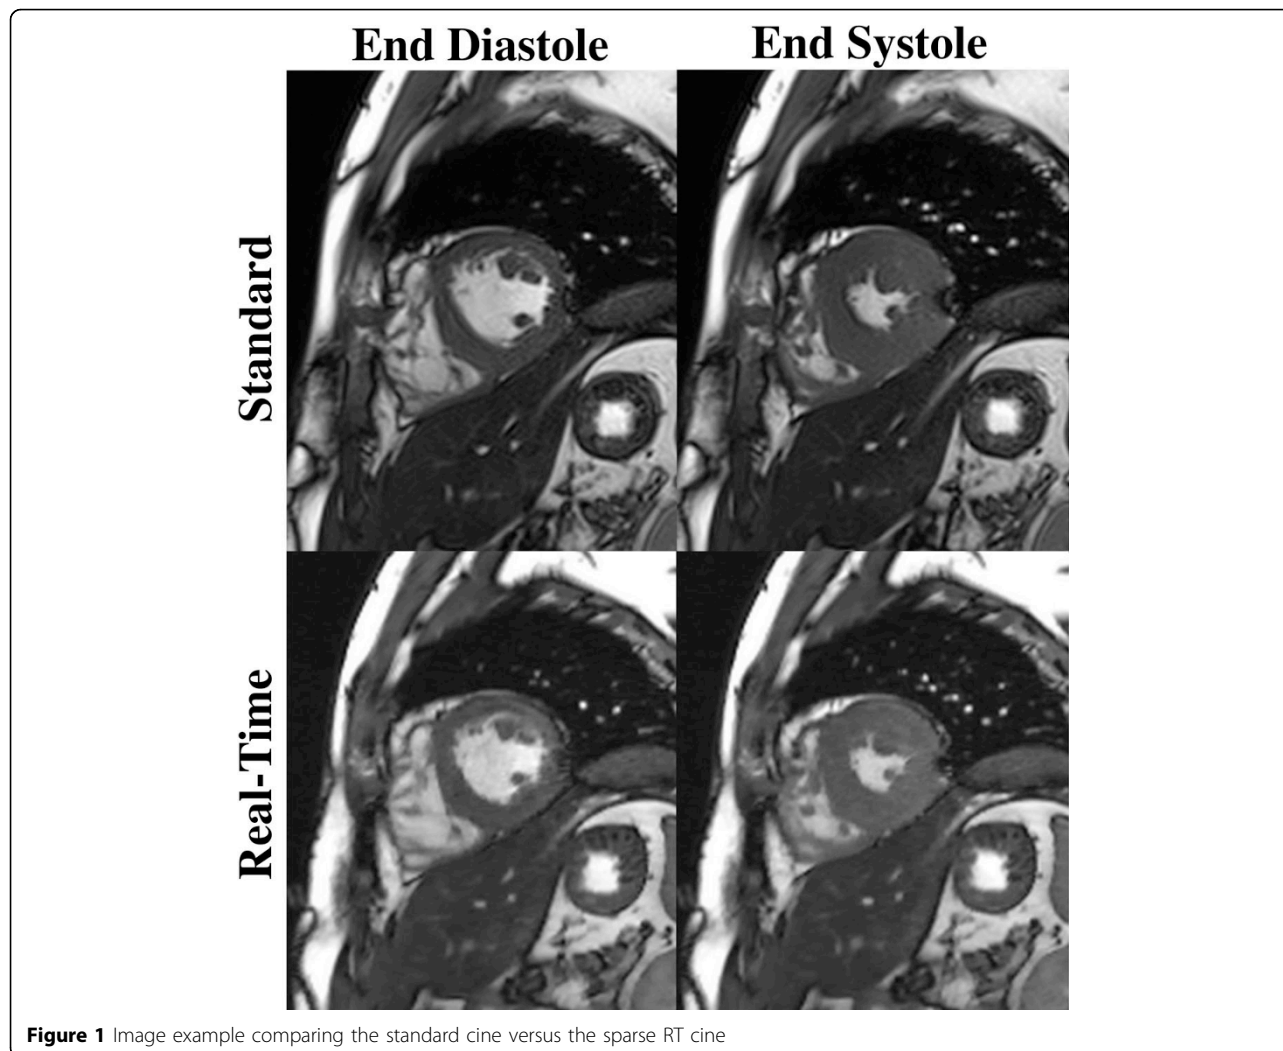 End Diastole
End Systole
Standard
Real-Time
Figure 1 Image example comparing the standard cine versus the sparse RT cine